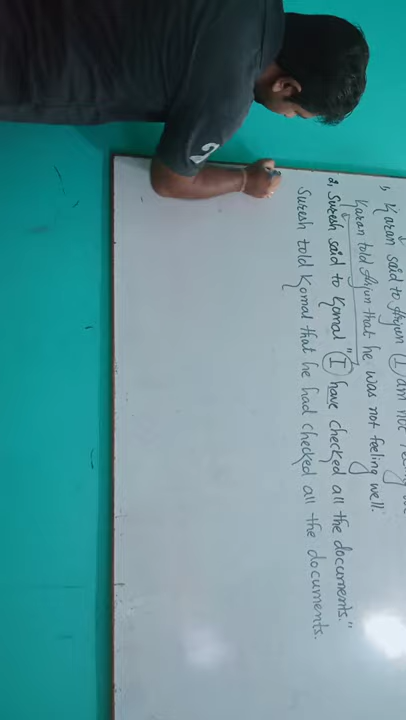 1, Karan said to Arjun "I am not
Karan told Arjun that he was not feeling well.
2, Suresh said to Komal "I have checked all the documents."
Suresh told Komal that he had checked all the documents.